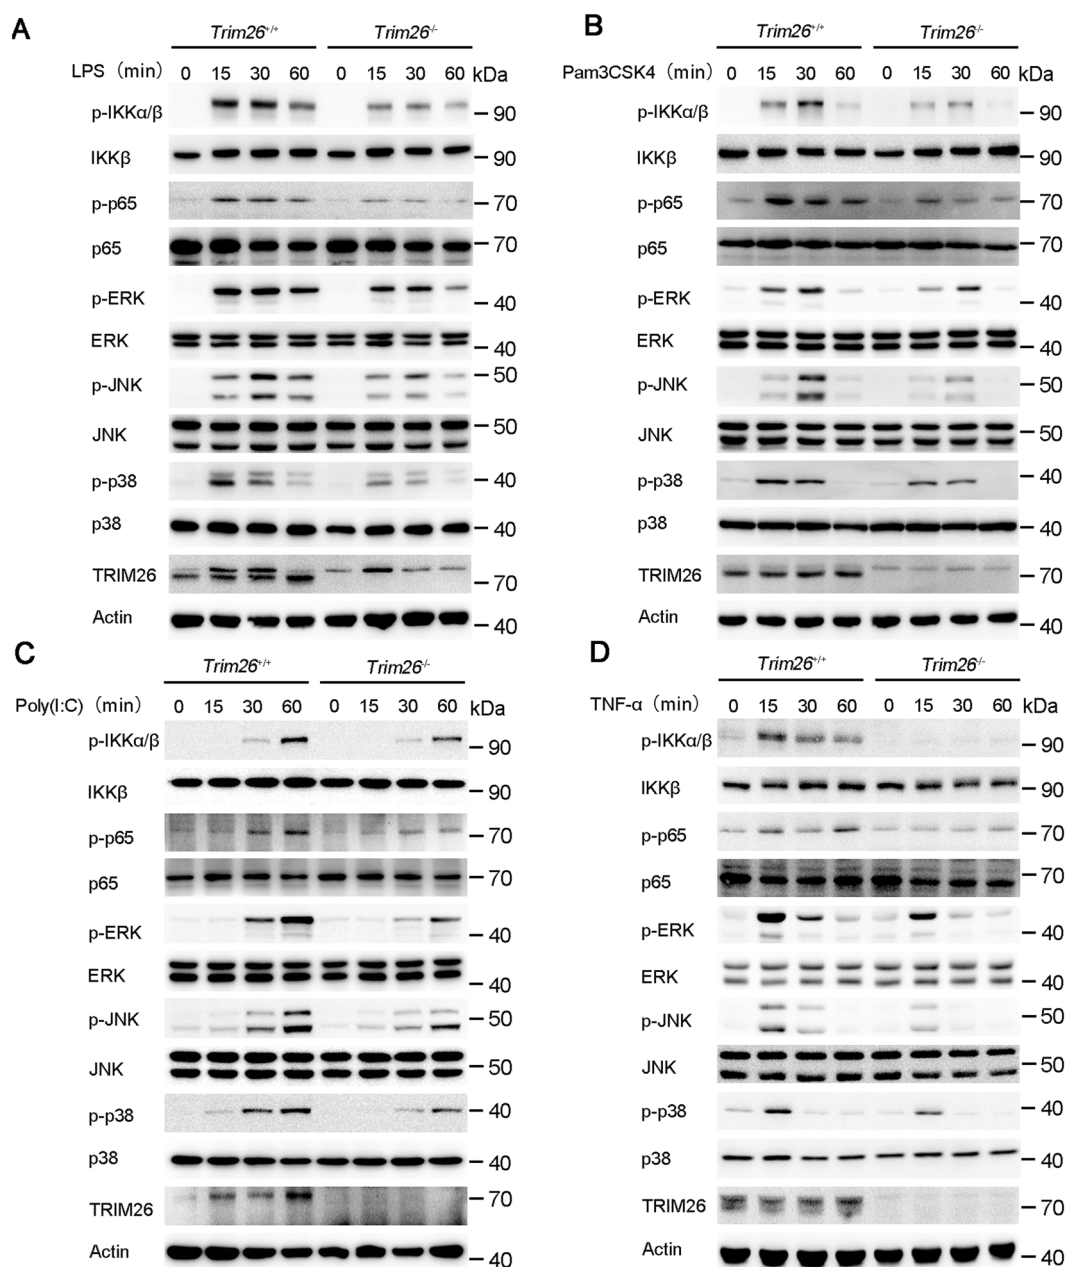 A
Trim26+/+ Trim26-/-
LPS (min) 0 15 30 60 0 15 30 60 kDa
p-IKKα/β 90
IKKβ 90
p-p65 70
p65 70
p-ERK 40
ERK 40
p-JNK 50
JNK 50
p-p38 40
p38 40
TRIM26 70
Actin 40
B
Trim26+/+ Trim26-/-
Pam3CSK4 (min) 0 15 30 60 0 15 30 60 kDa
p-IKKα/β 90
IKKβ 90
p-p65 70
p65 70
p-ERK 40
ERK 40
p-JNK 50
JNK 50
p-p38 40
p38 40
TRIM26 70
Actin 40
C
Trim26+/+ Trim26-/-
Poly(I:C) (min) 0 15 30 60 0 15 30 60 kDa
p-IKKα/β 90
IKKβ 90
p-p65 70
p65 70
p-ERK 40
ERK 40
p-JNK 50
JNK 50
p-p38 40
p38 40
TRIM26 70
Actin 40
D
Trim26+/+ Trim26-/-
TNF-α (min) 0 15 30 60 0 15 30 60 kDa
p-IKKα/β 90
IKKβ 90
p-p65 70
p65 70
p-ERK 40
ERK 40
p-JNK 50
JNK 50
p-p38 40
p38 40
TRIM26 70
Actin 40